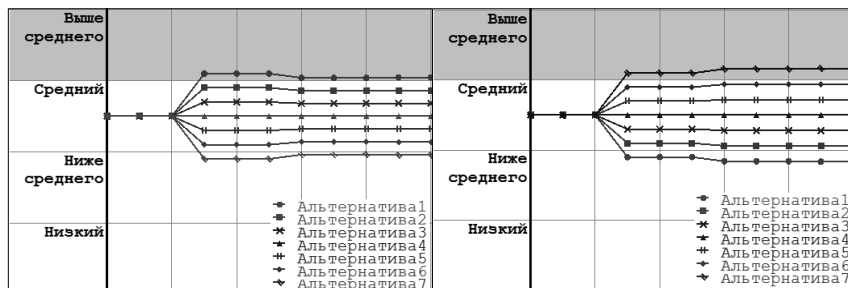 Выше
среднего
Средний
Ниже
среднего
Низкий
Альтернатива1
Альтернатива2
Альтернатива3
Альтернатива4
Альтернатива5
Альтернатива6
Альтернатива7
Выше
среднего
Средний
Ниже
среднего
Низкий
Альтернатива1
Альтернатива2
Альтернатива3
Альтернатива4
Альтернатива5
Альтернатива6
Альтернатива7